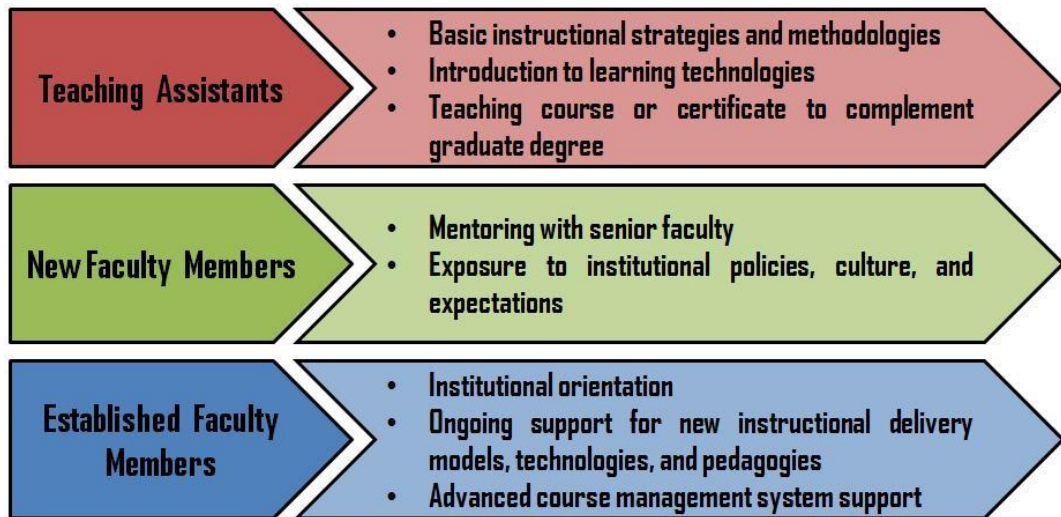 Teaching Assistants
• Basic instructional strategies and methodologies
• Introduction to learning technologies
• Teaching course or certificate to complement
graduate degree
New Faculty Members
• Mentoring with senior faculty
• Exposure to institutional policies, culture, and
expectations
Established Faculty
Members
• Institutional orientation
• Ongoing support for new instructional delivery
models, technologies, and pedagogies
• Advanced course management system support